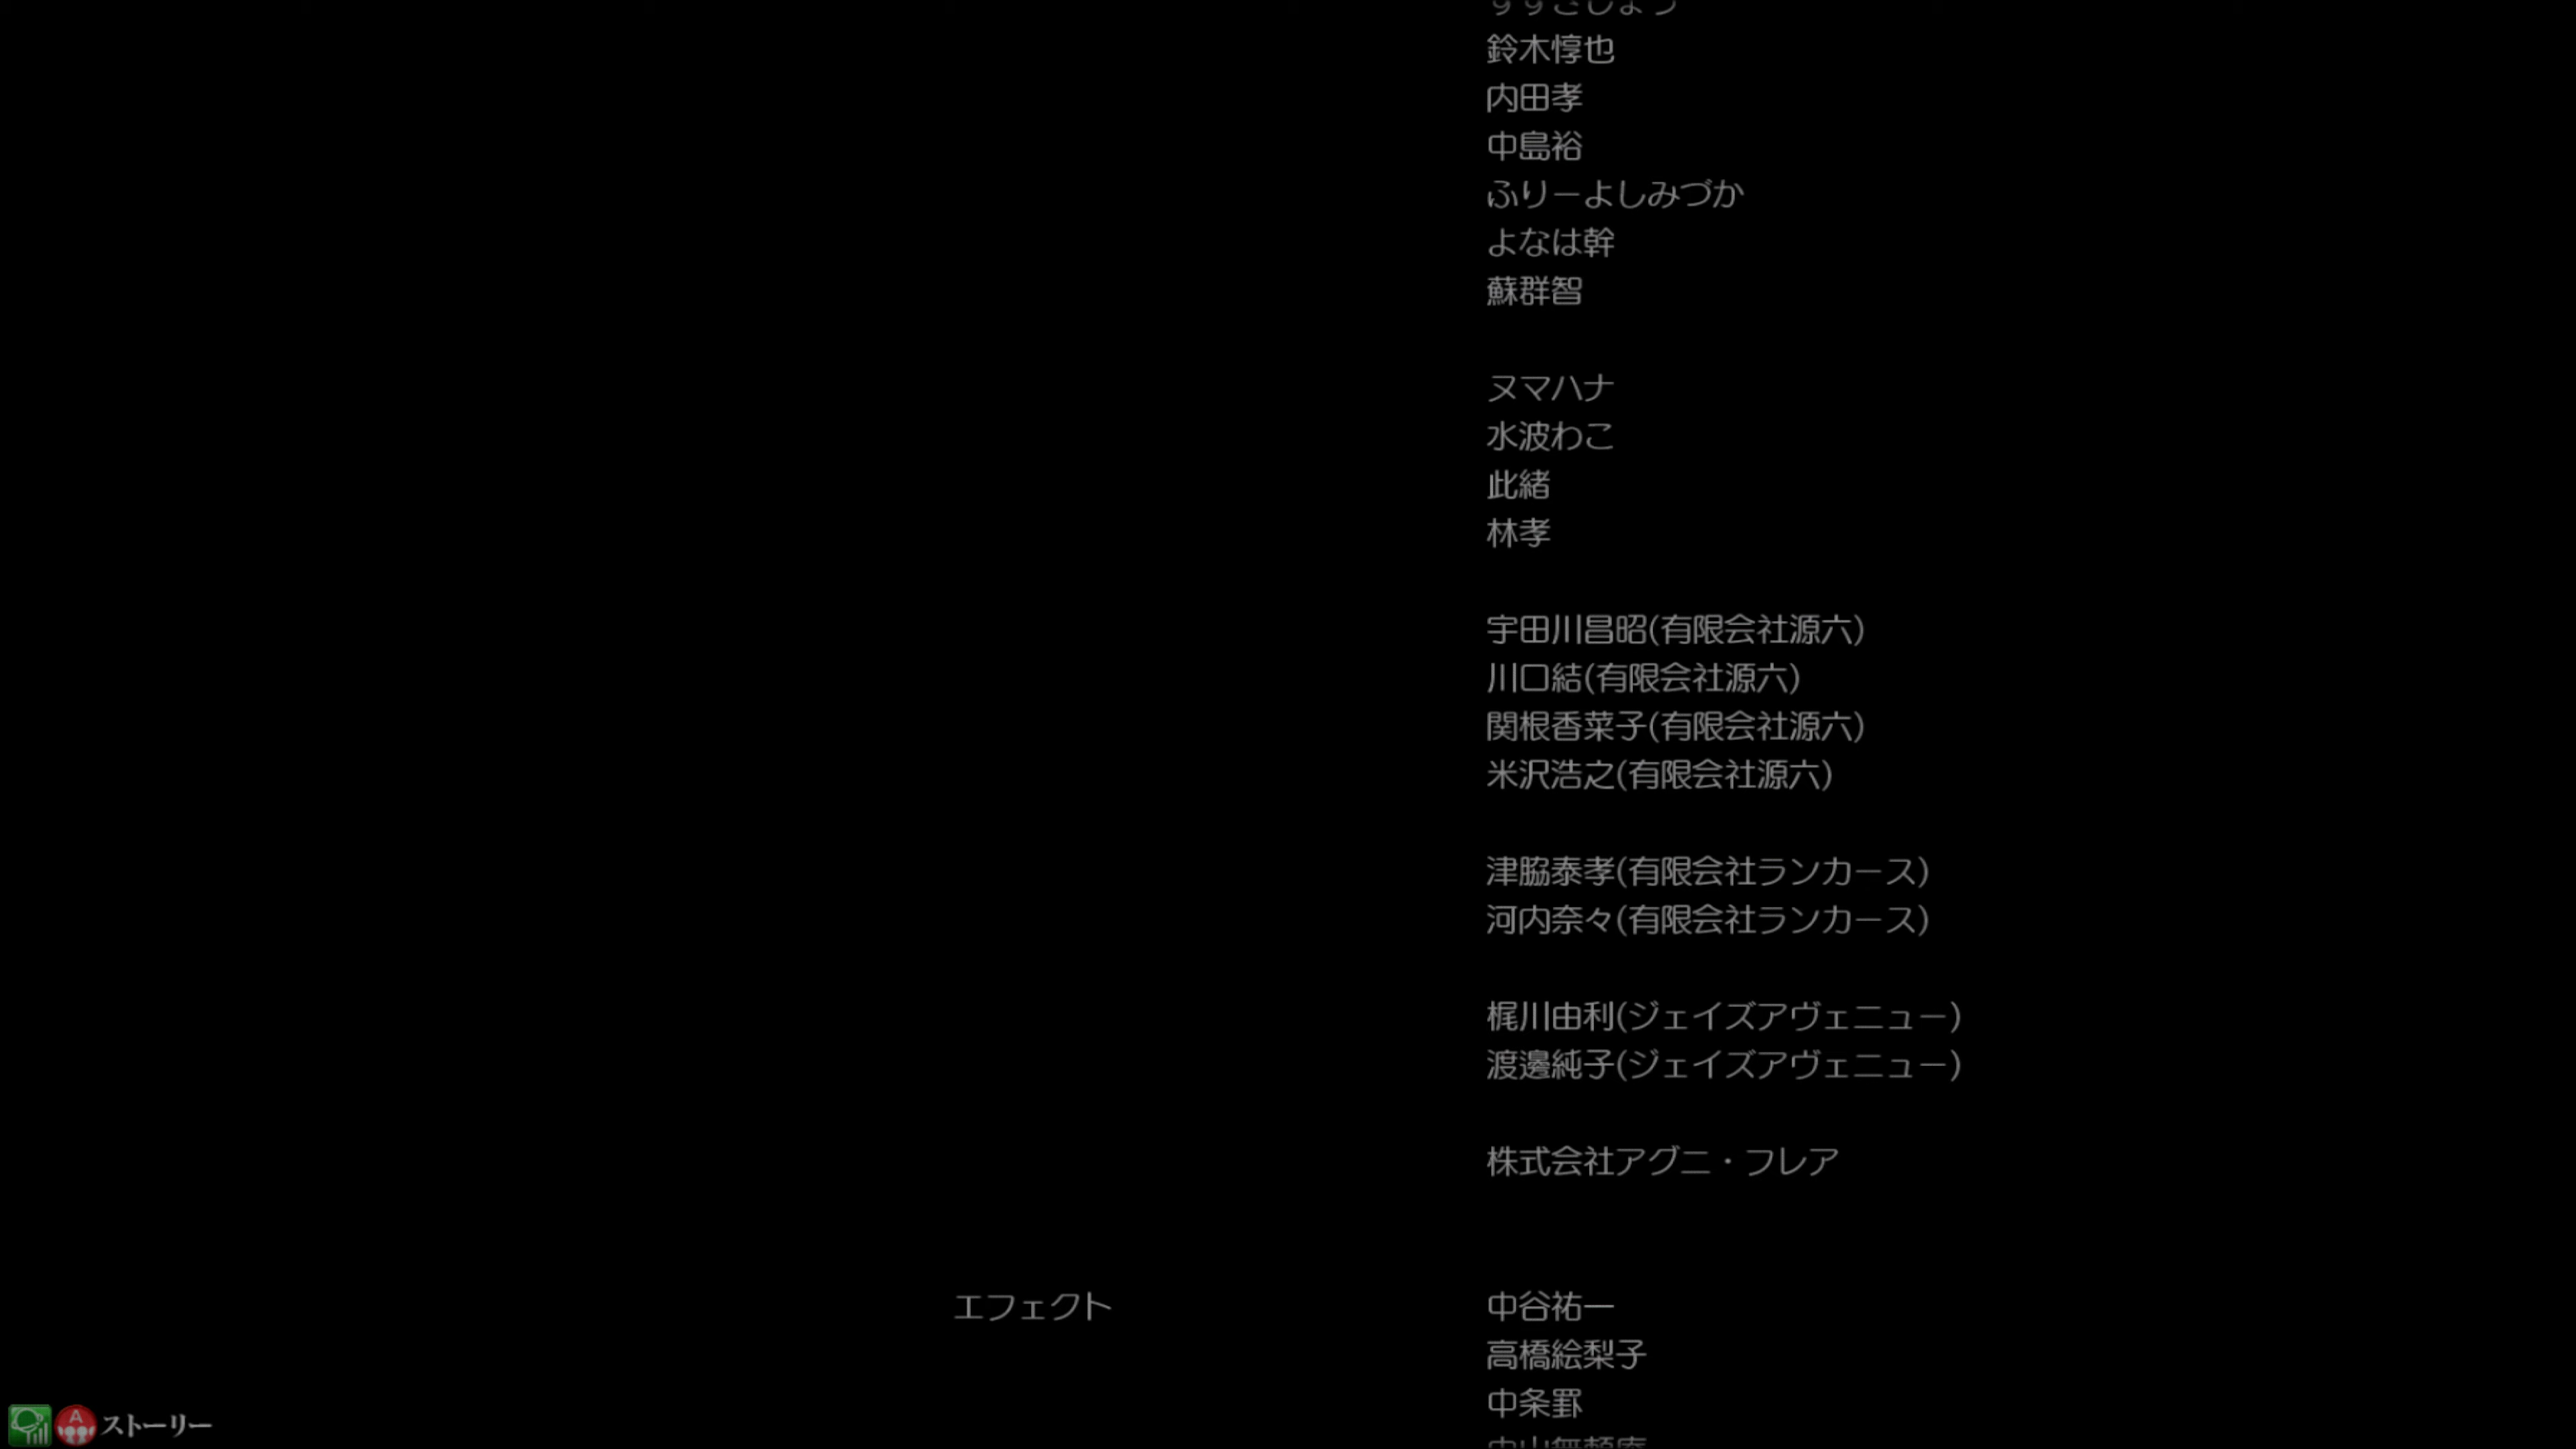 鈴木惇也
内田孝
中島裕
ふりーよしみづか
よなは幹
蘇群智
ヌマハナ
水波わこ
此緒
林孝
宇田川昌昭(有限会社源六)
川口結(有限会社源六)
関根香菜子(有限会社源六)
米沢浩之(有限会社源六)
津脇泰孝(有限会社ランカース)
河内奈々(有限会社ランカース)
梶川由利(ジェイズアヴェニュー)
渡邊純子(ジェイズアヴェニュー)
株式会社アグニ・フレア
エフェクト 中谷祐一
高橋絵梨子
中条罫
A ストーリー